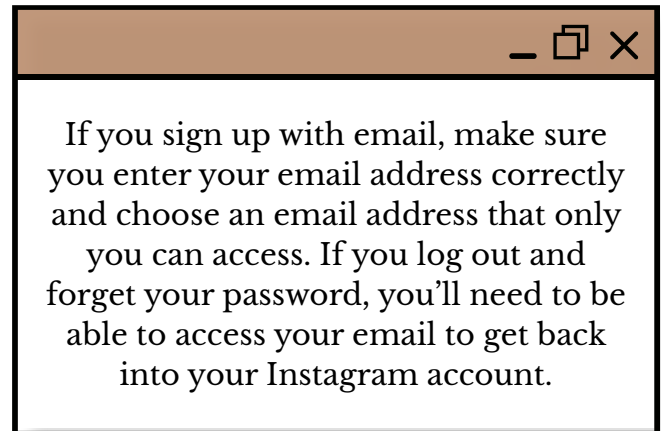 If you sign up with email, make sure
you enter your email address correctly
and choose an email address that only
you can access. If you log out and
forget your password, you’ll need to be
able to access your email to get back
into your Instagram account.